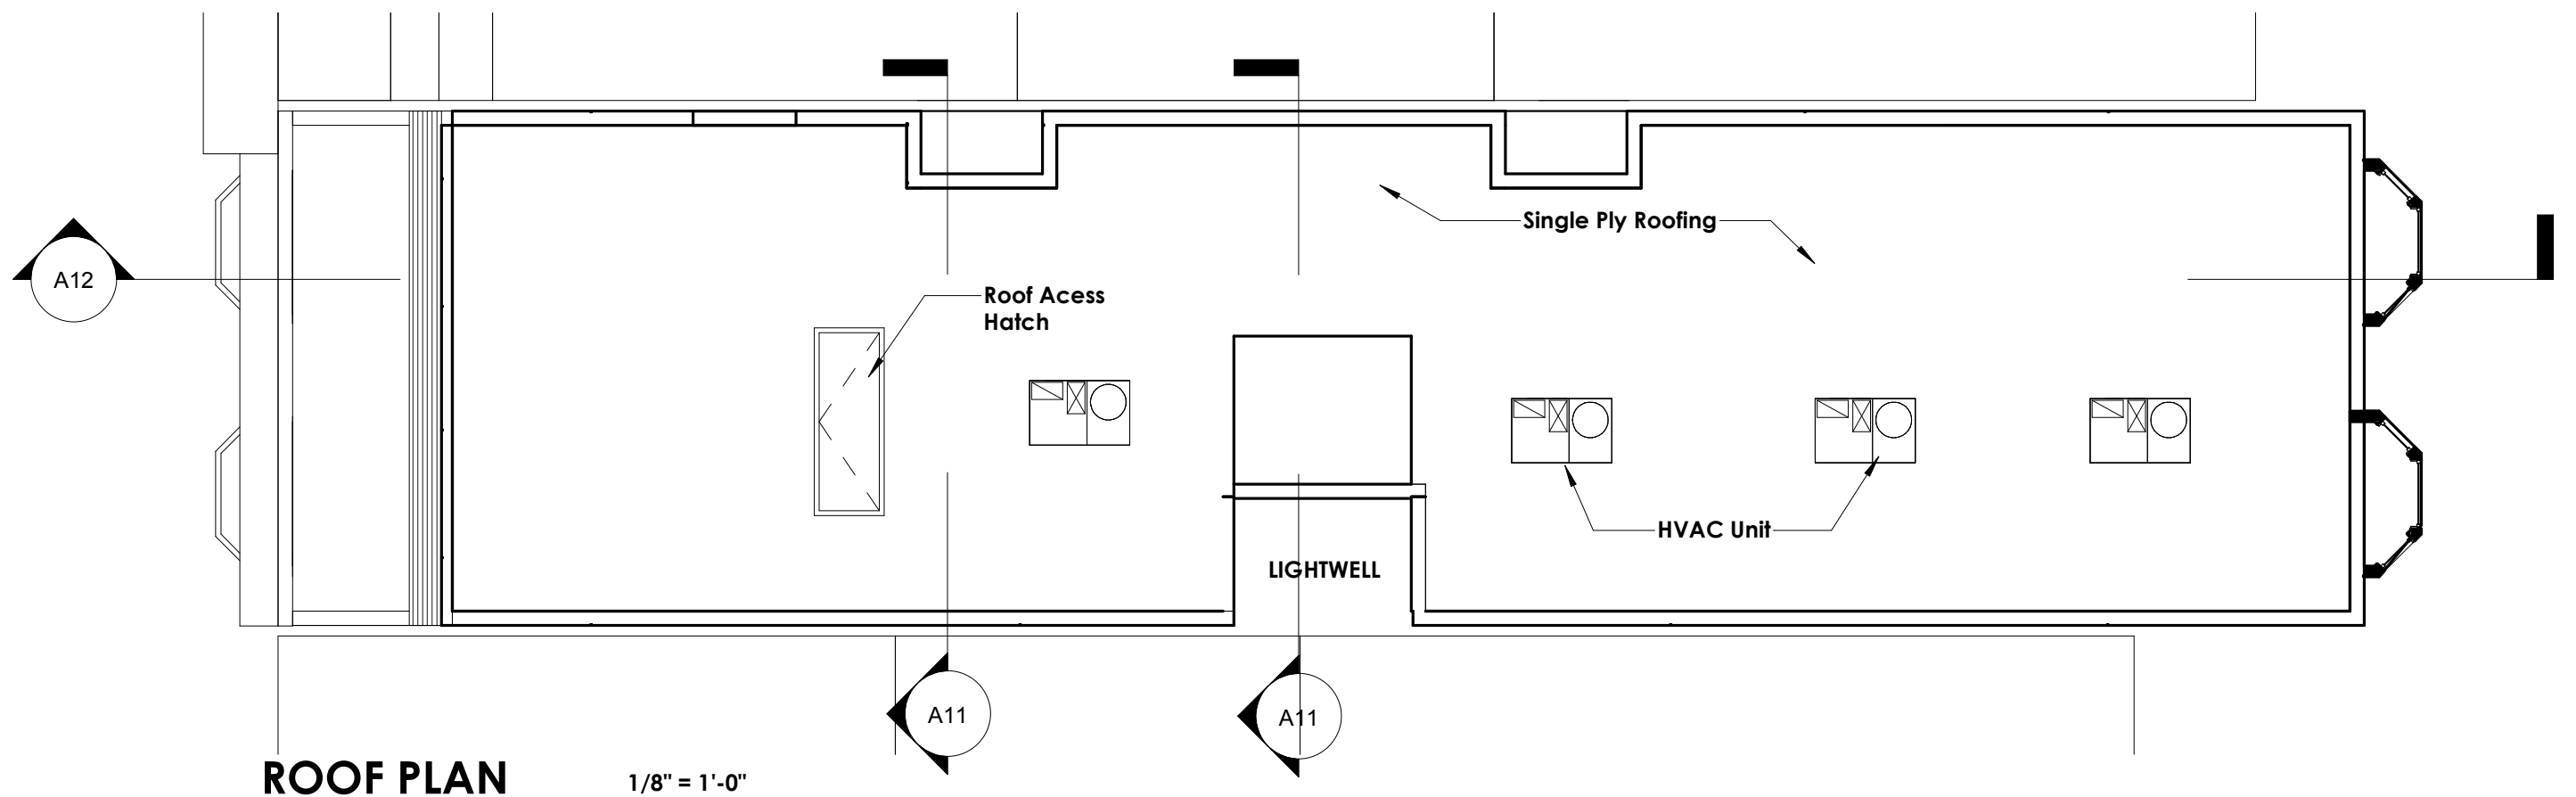 Single Ply Roofing
A12
Roof Acess
Hatch
HVAC Unit
LIGHTWELL
A11
A11
ROOF PLAN
1/8" = 1'-0"